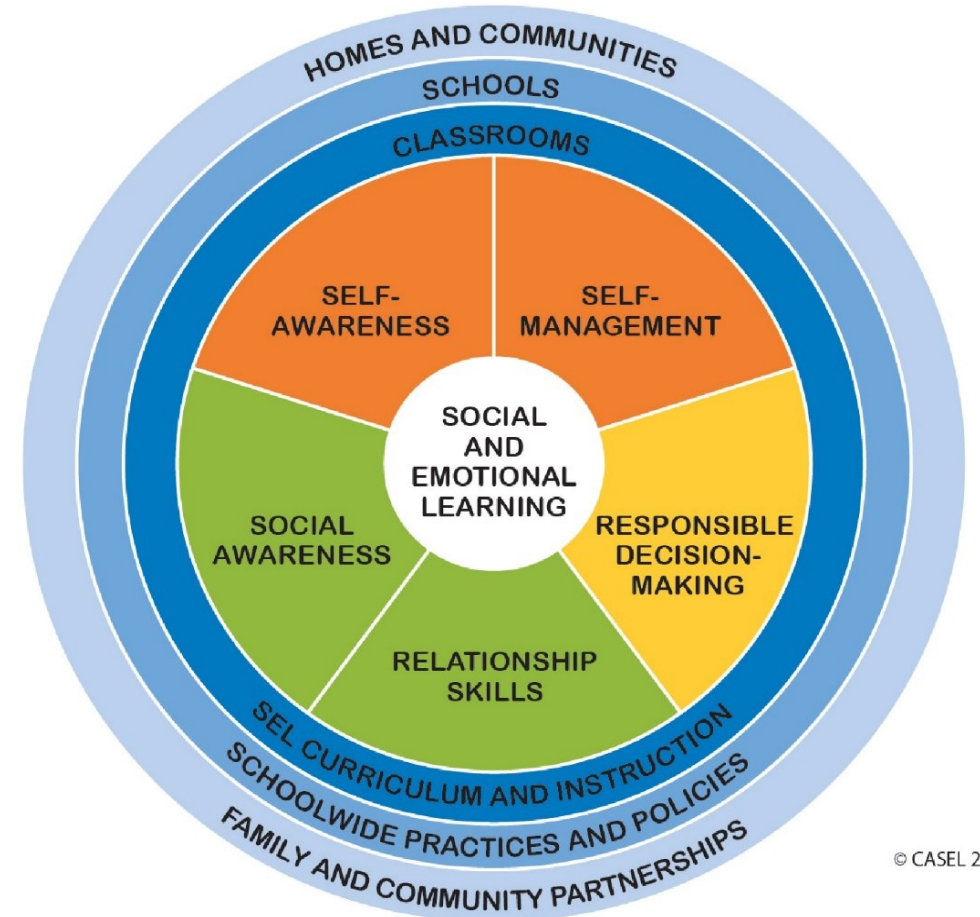 HOMES AND COMMUNITIES
SCHOOLS
CLASSROOMS
SELF-
AWARENESS
SELF-
MANAGEMENT
SOCIAL
AND
EMOTIONAL
LEARNING
SOCIAL
AWARENESS
RESPONSIBLE
DECISION-
MAKING
RELATIONSHIP
SKILLS
SEL CURRICULUM AND INSTRUCTION
SCHOOLWIDE PRACTICES AND POLICIES
FAMILY AND COMMUNITY PARTNERSHIPS
© CASEL 2